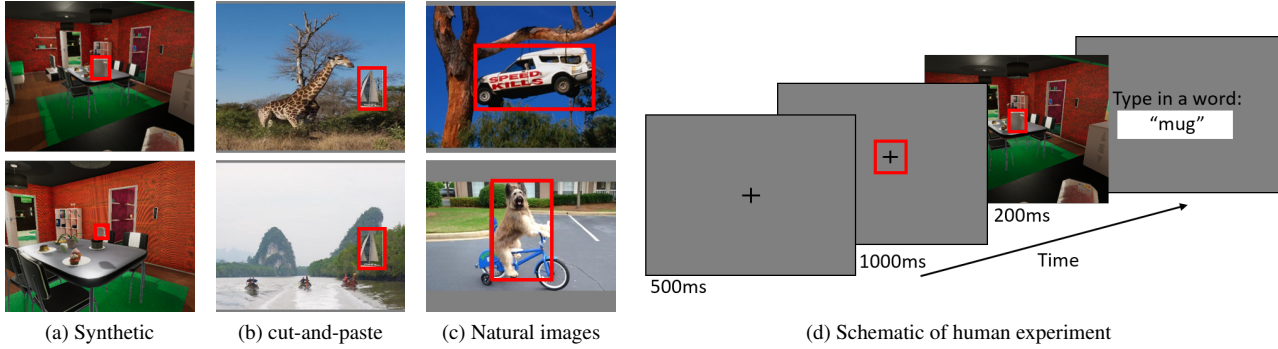 SPEED
KILLS
Type in a word:
“mug”
500ms
1000ms
200ms
Time
(a) Synthetic
(b) cut-and-paste
(c) Natural images
(d) Schematic of human experiment